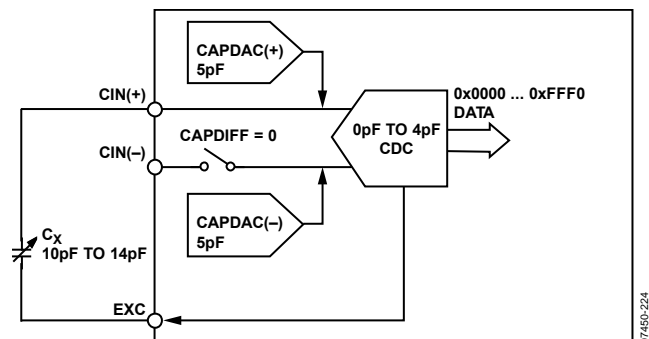 CAPDAC(+)
5pF
CIN(+)
0x0000 ... 0xFFF0
DATA
CAPDIFF = 0
0pF TO 4pF
CDC
CIN(–)
CAPDAC(–)
5pF
CX
10pF TO 14pF
EXC
07450-224